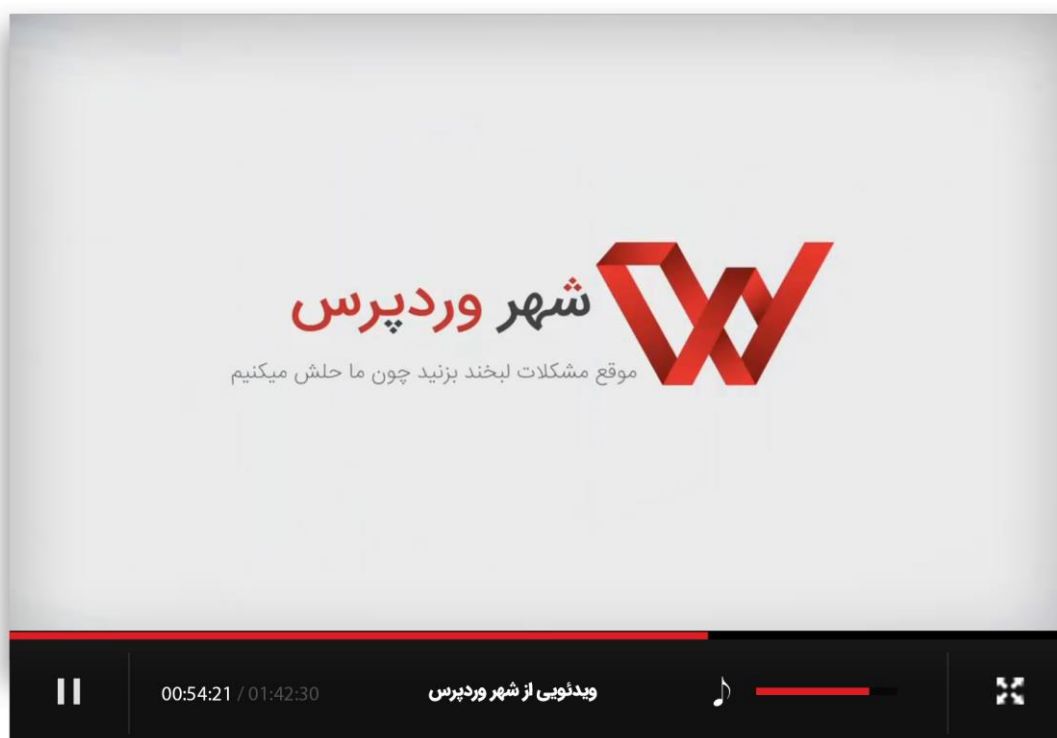 شهر وردپرس
موقع مشکلات لبخند بزنید چون ما حلش میکنیم
00:54:21 / 01:42:30
ویدئویی از شهر وردپرس